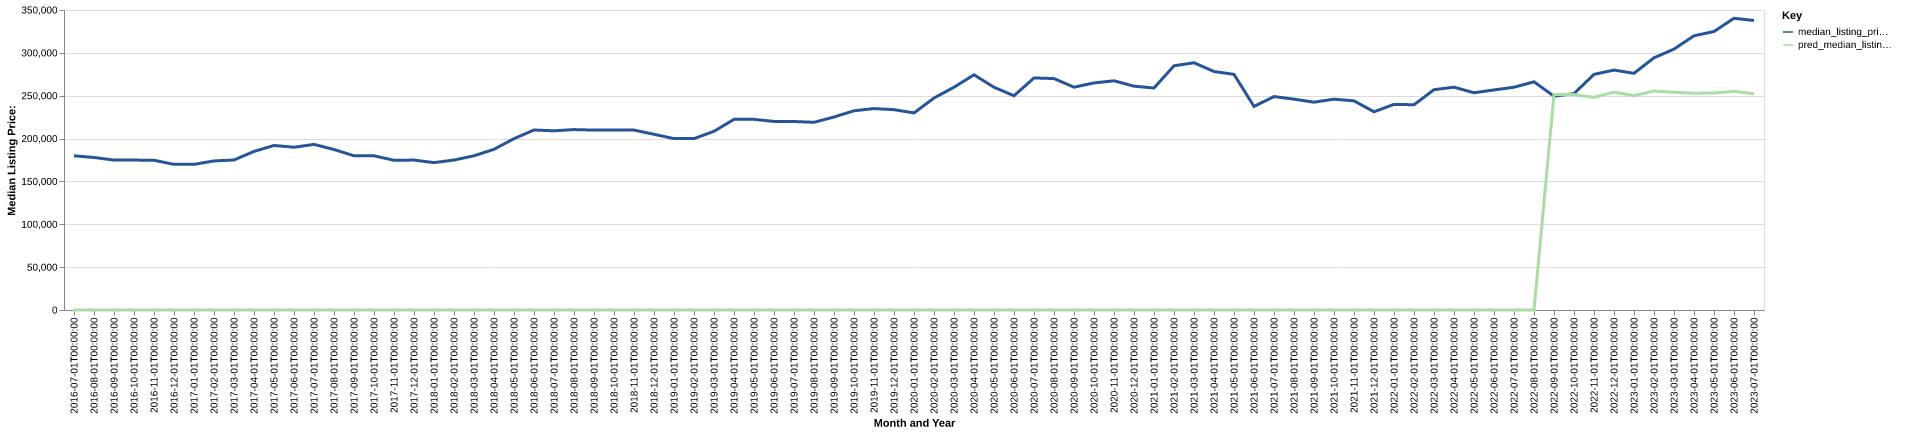 350,000
300,000
250,000
200,000
150,000
100,000
50,000
0
Median Listing Price:
2016-07-01T00:00:00
2016-08-01T00:00:00
2016-09-01T00:00:00
2016-10-01T00:00:00
2016-11-01T00:00:00
2016-12-01T00:00:00
2017-01-01T00:00:00
2017-02-01T00:00:00
2017-03-01T00:00:00
2017-04-01T00:00:00
2017-05-01T00:00:00
2017-06-01T00:00:00
2017-07-01T00:00:00
2017-08-01T00:00:00
2017-09-01T00:00:00
2017-10-01T00:00:00
2017-11-01T00:00:00
2017-12-01T00:00:00
2018-01-01T00:00:00
2018-02-01T00:00:00
2018-03-01T00:00:00
2018-04-01T00:00:00
2018-05-01T00:00:00
2018-06-01T00:00:00
2018-07-01T00:00:00
2018-08-01T00:00:00
2018-09-01T00:00:00
2018-10-01T00:00:00
2018-11-01T00:00:00
2018-12-01T00:00:00
2019-01-01T00:00:00
2019-02-01T00:00:00
2019-03-01T00:00:00
2019-04-01T00:00:00
2019-05-01T00:00:00
2019-06-01T00:00:00
2019-07-01T00:00:00
2019-08-01T00:00:00
2019-09-01T00:00:00
2019-10-01T00:00:00
2019-11-01T00:00:00
2019-12-01T00:00:00
2020-01-01T00:00:00
2020-02-01T00:00:00
2020-03-01T00:00:00
2020-04-01T00:00:00
2020-05-01T00:00:00
2020-06-01T00:00:00
2020-07-01T00:00:00
2020-08-01T00:00:00
2020-09-01T00:00:00
2020-10-01T00:00:00
2020-11-01T00:00:00
2020-12-01T00:00:00
2021-01-01T00:00:00
2021-02-01T00:00:00
2021-03-01T00:00:00
2021-04-01T00:00:00
2021-05-01T00:00:00
2021-06-01T00:00:00
2021-07-01T00:00:00
2021-08-01T00:00:00
2021-09-01T00:00:00
2021-10-01T00:00:00
2021-11-01T00:00:00
2021-12-01T00:00:00
2022-01-01T00:00:00
2022-02-01T00:00:00
2022-03-01T00:00:00
2022-04-01T00:00:00
2022-05-01T00:00:00
2022-06-01T00:00:00
2022-07-01T00:00:00
2022-08-01T00:00:00
2022-09-01T00:00:00
2022-10-01T00:00:00
2022-11-01T00:00:00
2022-12-01T00:00:00
2023-01-01T00:00:00
2023-02-01T00:00:00
2023-03-01T00:00:00
2023-04-01T00:00:00
2023-05-01T00:00:00
2023-06-01T00:00:00
2023-07-01T00:00:00
Month and Year
Key
median_listing_pri…
pred_median_listin…